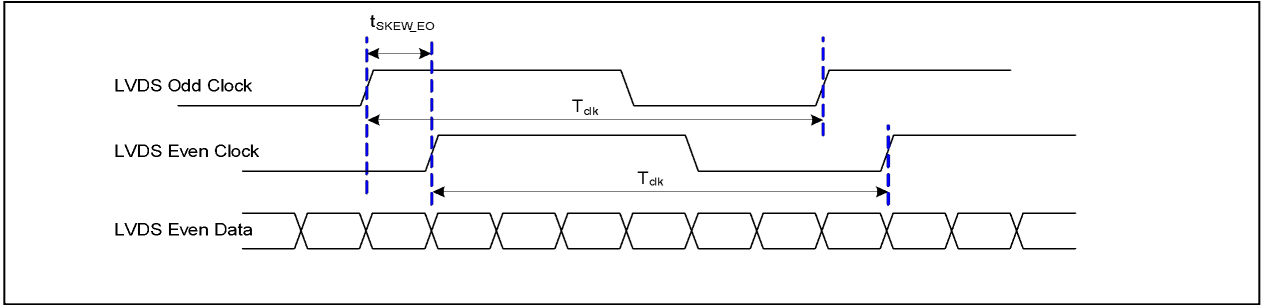 tSKEW_EO
LVDS Odd Clock
Tclk
LVDS Even Clock
Tclk
LVDS Even Data